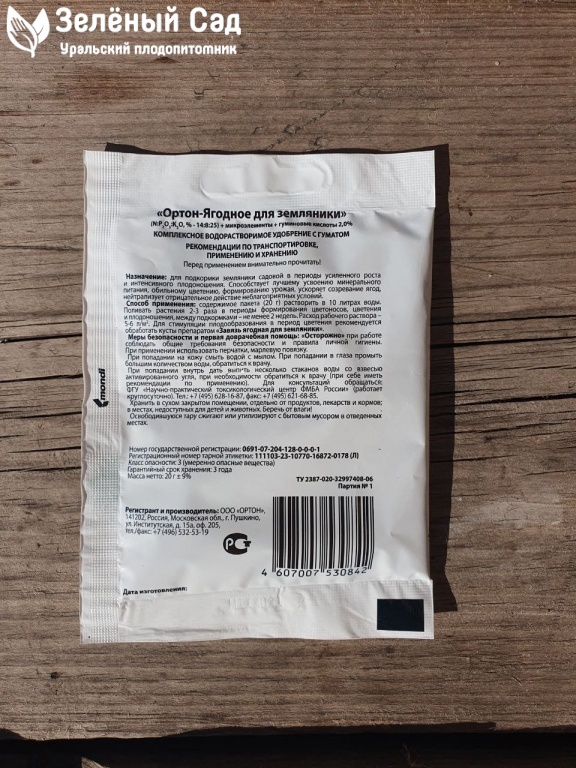 Зелёный Сад
Уральский плодопитомник
«Ортон-Ягодное для земляники»
(N:P₂O₅:K₂O, % - 14:8:25) + микроэлементы + гуминовые кислоты 2,0%
КОМПЛЕКСНОЕ ВОДОРАСТВОРИМОЕ УДОБРЕНИЕ С ГУМАТОМ
РЕКОМЕНДАЦИИ ПО ТРАНСПОРТИРОВКЕ,
ПРИМЕНЕНИЮ И ХРАНЕНИЮ
Перед применением внимательно прочитать!
Назначение: для подкормки земляники садовой в периоды усиленного роста
и интенсивного плодоношения. Способствует лучшему усвоению минерального
питания, обильному цветению, формированию урожая, ускоряет созревание ягод,
нейтрализует отрицательное действие неблагоприятных условий.
Способ применения: содержимое пакета (20 г) растворить в 10 литрах воды.
Поливать растения 2-3 раза в периоды формирования цветоносов, цветения
и плодоношения, между подкормками – не менее 2 недель. Расход рабочего раствора –
5-6 л/м². Для стимуляции плодообразования в период цветения рекомендуется
обработать кусты препаратом «Завязь ягодная для земляники».
Меры безопасности и первая доврачебная помощь: «Осторожно» при работе
соблюдать общие требования безопасности и правила личной гигиены.
При применении использовать перчатки, марлевую повязку.
При попадании на кожу смыть водой с мылом. При попадании в глаза промыть
большим количеством воды, обратиться к врачу.
При попадании внутрь дать выпить несколько стаканов воды со взвесью
активированного угля, при необходимости обратиться к врачу (при себе иметь
рекомендации по применению). Для консультаций обращаться:
ФГУ «Научно-практический токсикологический центр ФМБА России» (работает
круглосуточно). Тел.: +7 (495) 628-16-87, факс: +7 (495) 621-68-85.
Хранить в сухом закрытом помещении, отдельно от продуктов, лекарств и кормов;
в местах, недоступных для детей и животных. Беречь от влаги!
Освободившуюся тару сжигают или утилизируют с бытовым мусором в отведенных
местах.
mondi
Номер государственной регистрации: 0691-07-204-128-0-0-0-1
Регистрационный номер тарной этикетки: 111103-23-10770-16872-0178 (Л)
Класс опасности: 3 (умеренно опасные вещества)
Гарантийный срок хранения: 3 года
Масса нетто: 20 г ± 9%
ТУ 2387-020-32997408-06
Партия № 1
Регистрант и производитель: ООО «ОРТОН»,
141202, Россия, Московская обл., г. Пушкино,
ул. Институтская, д. 15а, оф. 205,
тел./факс: +7 (496) 532-53-19
РСТ
4 607007 530842
Дата изготовления: